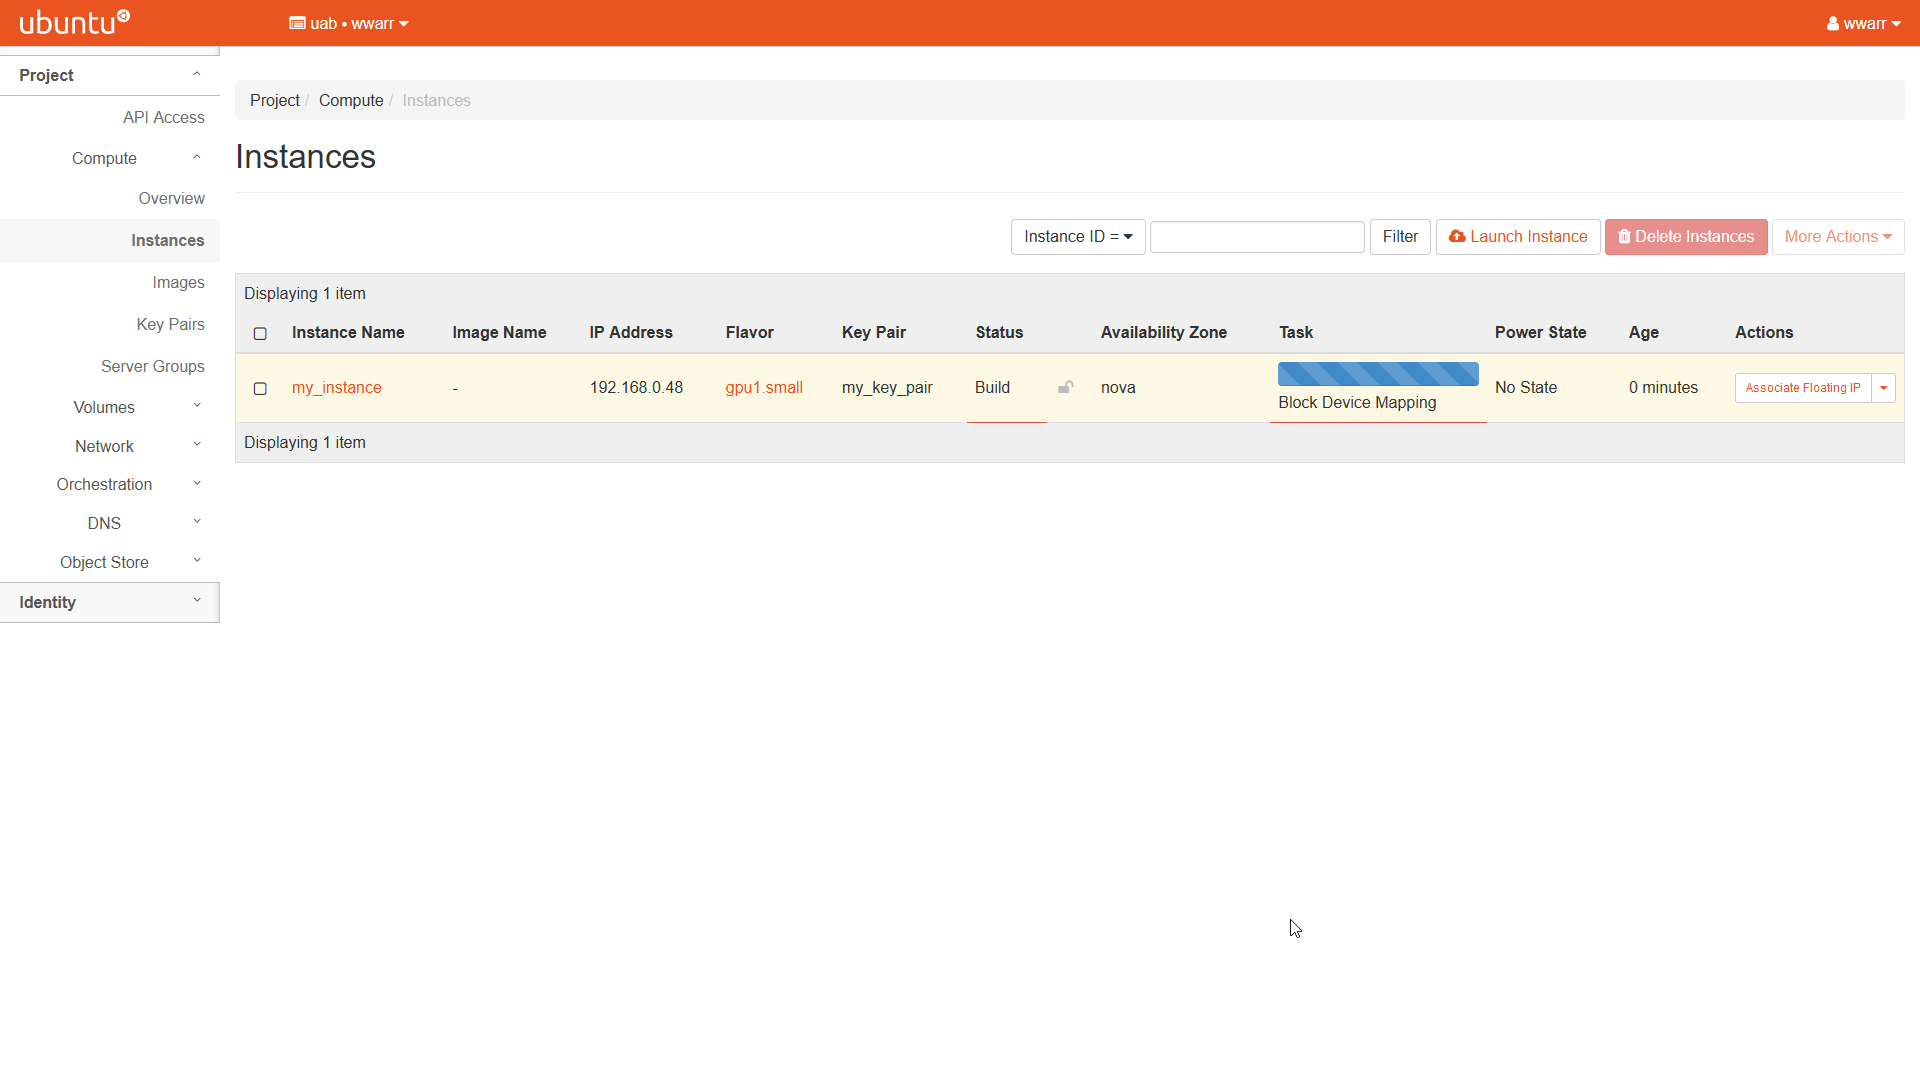 ubuntu
uab • wwarr
wwarr
Project
API Access
Compute
Overview
Instances
Images
Key Pairs
Server Groups
Volumes
Network
Orchestration
DNS
Object Store
Identity
Project / Compute / Instances
Instances
Instance ID = Filter Launch Instance Delete Instances More Actions
Displaying 1 item
Instance Name Image Name IP Address Flavor Key Pair Status Availability Zone Task Power State Age Actions
my_instance - 192.168.0.48 gpu1.small my_key_pair Build nova Block Device Mapping No State 0 minutes Associate Floating IP
Displaying 1 item